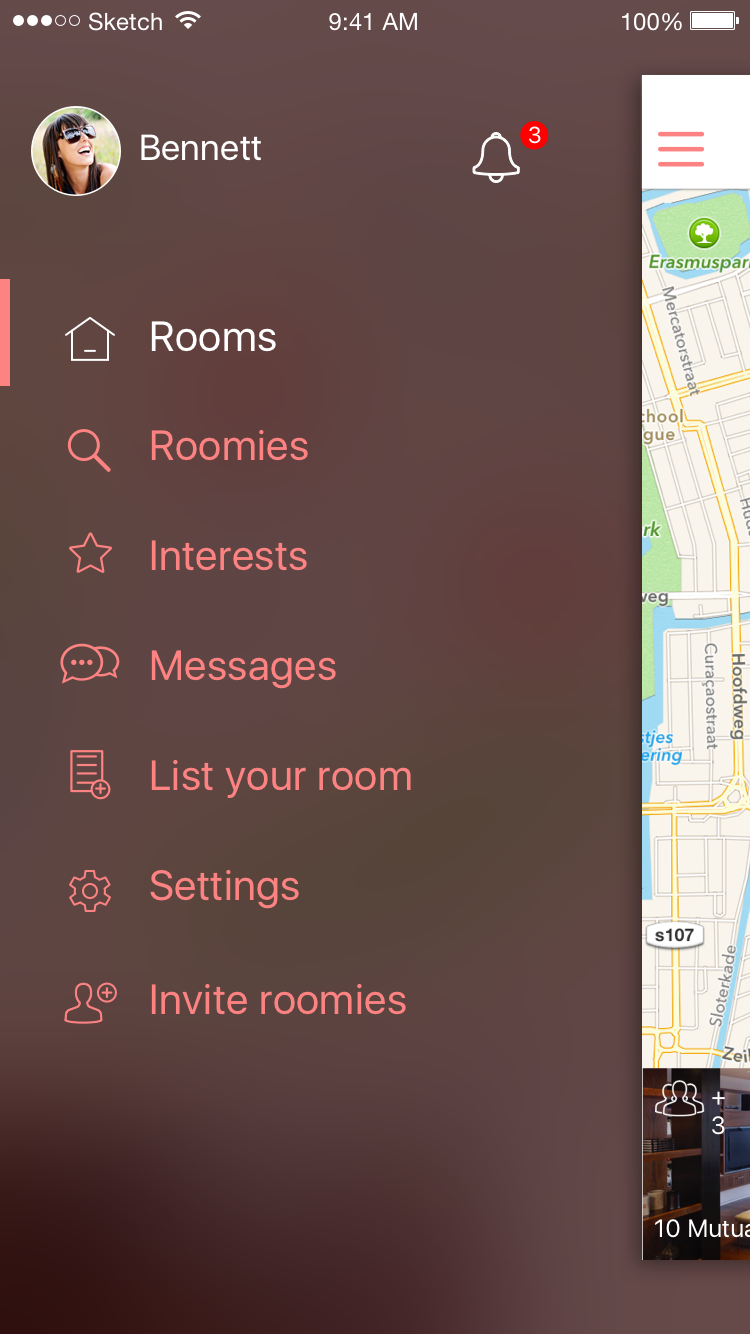 Sketch 9:41 AM 100%
Bennett 3
Rooms
Roomies
Interests
Messages
List your room
Settings
Invite roomies
Erasmuspar
Mercatorstraat
chool
gue
rk
weg
Curaçaostraat
Hoofdweg
stjes
ering
s107
Sloterkade
Zeil
+
3
10 Mutua